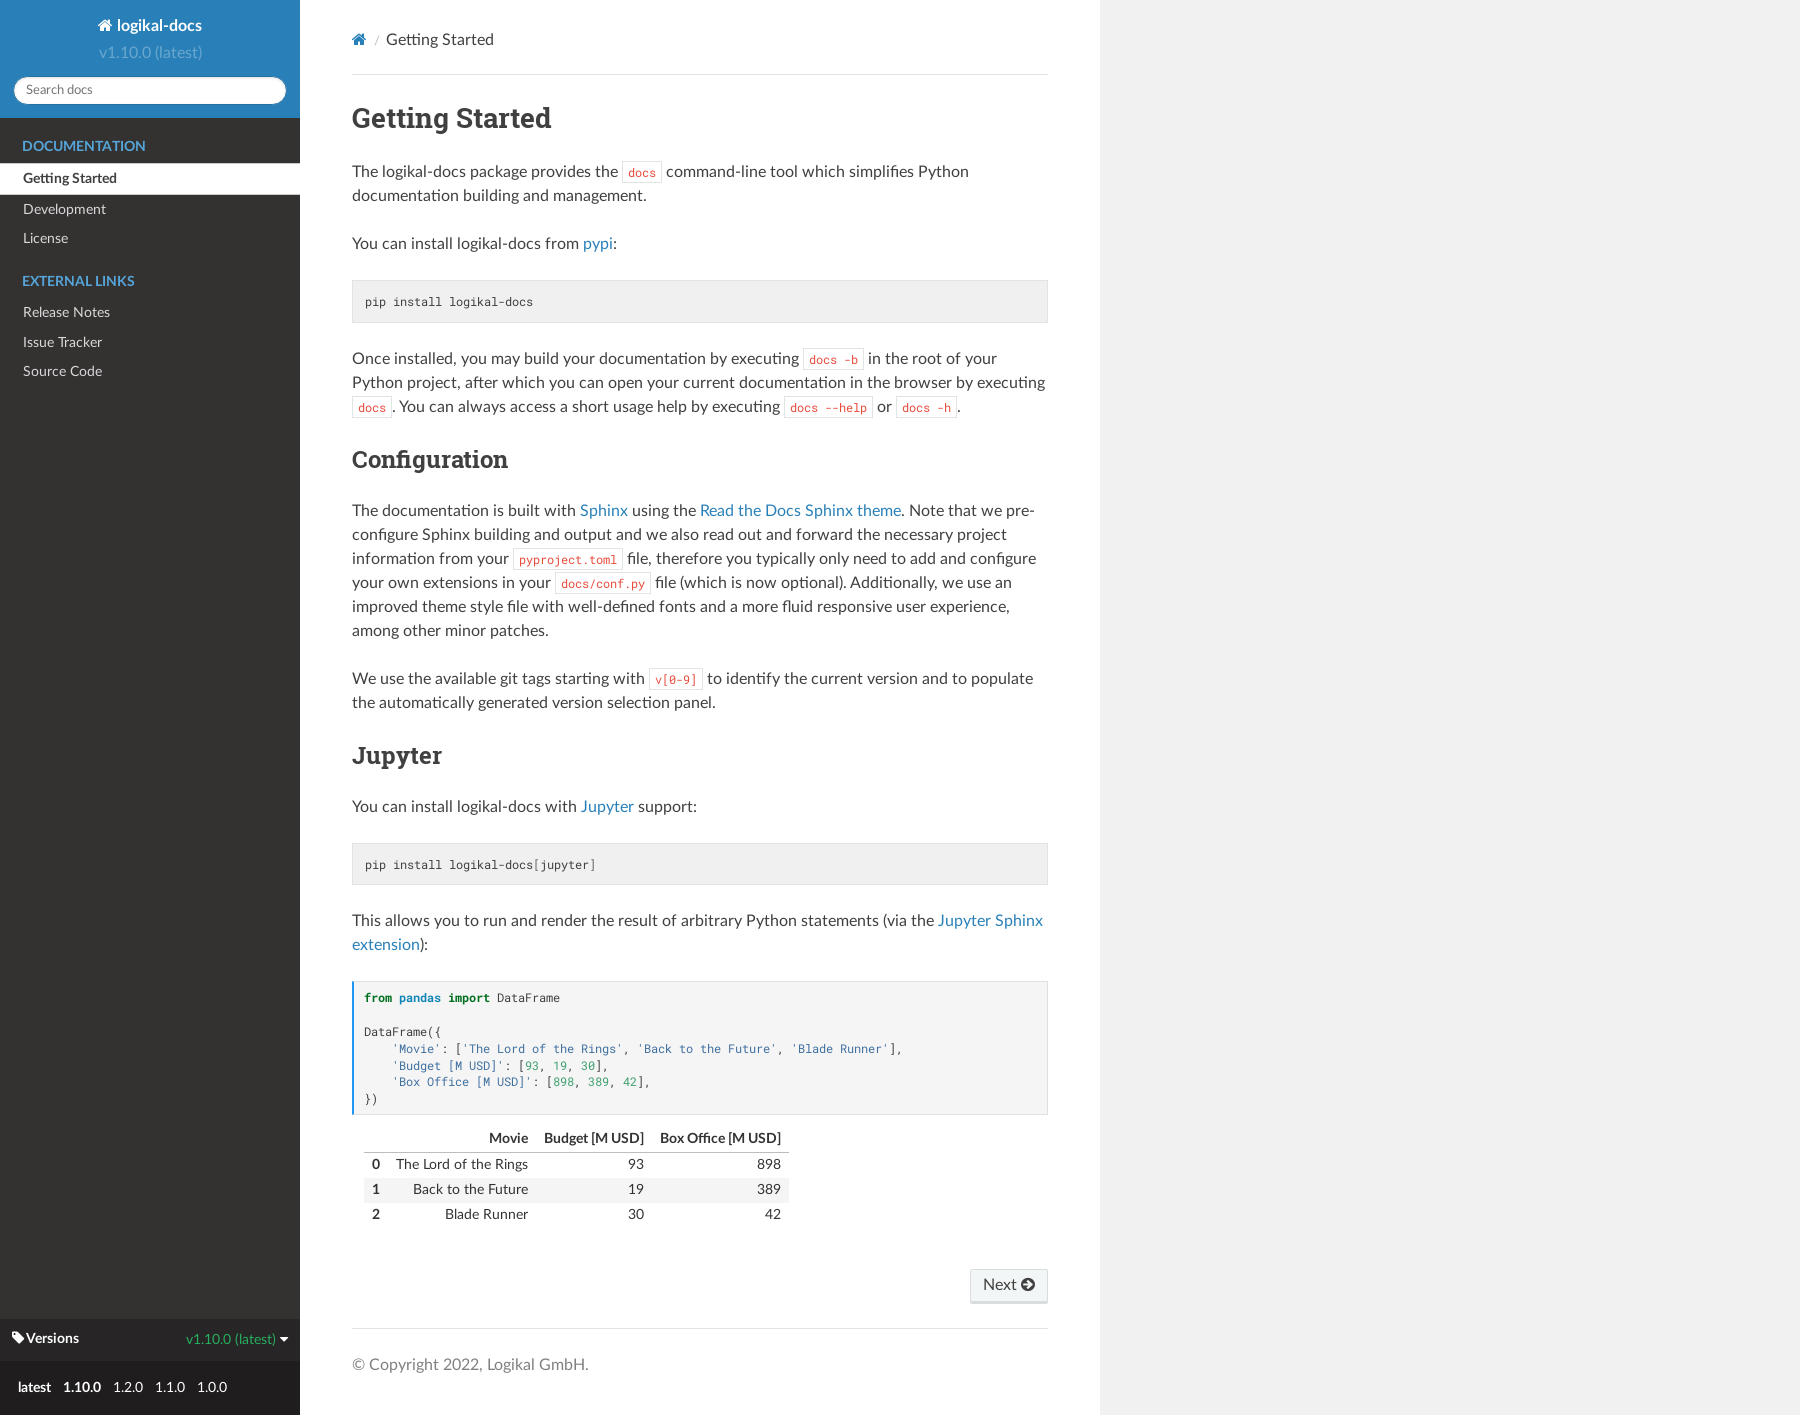 logikal-docs
v1.10.0 (latest)
Search docs
DOCUMENTATION
Getting Started
Development
License
EXTERNAL LINKS
Release Notes
Issue Tracker
Source Code
Versions
v1.10.0 (latest)
latest 1.10.0 1.2.0 1.1.0 1.0.0
/ Getting Started
Getting Started
The logikal-docs package provides the docs command-line tool which simplifies Python
documentation building and management.
You can install logikal-docs from pypi:
pip install logikal-docs
Once installed, you may build your documentation by executing docs -b in the root of your
Python project, after which you can open your current documentation in the browser by executing
docs. You can always access a short usage help by executing docs --help or docs -h.
Configuration
The documentation is built with Sphinx using the Read the Docs Sphinx theme. Note that we pre-
configure Sphinx building and output and we also read out and forward the necessary project
information from your pyproject.toml file, therefore you typically only need to add and configure
your own extensions in your docs/conf.py file (which is now optional). Additionally, we use an
improved theme style file with well-defined fonts and a more fluid responsive user experience,
among other minor patches.
We use the available git tags starting with v[0-9] to identify the current version and to populate
the automatically generated version selection panel.
Jupyter
You can install logikal-docs with Jupyter support:
pip install logikal-docs[jupyter]
This allows you to run and render the result of arbitrary Python statements (via the Jupyter Sphinx
extension):
from pandas import DataFrame
DataFrame({
    'Movie': ['The Lord of the Rings', 'Back to the Future', 'Blade Runner'],
    'Budget [M USD]': [93, 19, 30],
    'Box Office [M USD]': [898, 389, 42],
})
Movie Budget [M USD] Box Office [M USD]
0 The Lord of the Rings 93 898
1 Back to the Future 19 389
2 Blade Runner 30 42
Next
© Copyright 2022, Logikal GmbH.